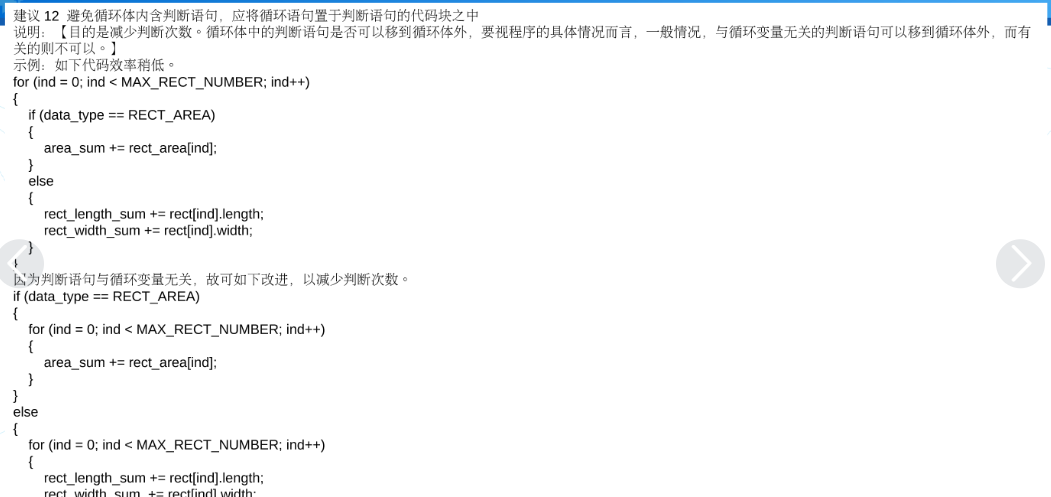 建议 12  避免循环体内含判断语句，应将循环语句置于判断语句的代码块之中
说明：【目的是减少判断次数。循环体中的判断语句是否可以移到循环体外，要视程序的具体情况而言，一般情况，与循环变量无关的判断语句可以移到循环体外，而有
关的则不可以。】
示例：如下代码效率稍低。
for (ind = 0; ind < MAX_RECT_NUMBER; ind++)
{
if (data_type == RECT_AREA)
{
area_sum += rect_area[ind];
}
else
{
rect_length_sum += rect[ind].length;
rect_width_sum += rect[ind].width;
}
}
因为判断语句与循环变量无关，故可如下改进，以减少判断次数。
if (data_type == RECT_AREA)
{
for (ind = 0; ind < MAX_RECT_NUMBER; ind++)
{
area_sum += rect_area[ind];
}
}
else
{
for (ind = 0; ind < MAX_RECT_NUMBER; ind++)
{
rect_length_sum += rect[ind].length;
rect_width_sum += rect[ind].width;